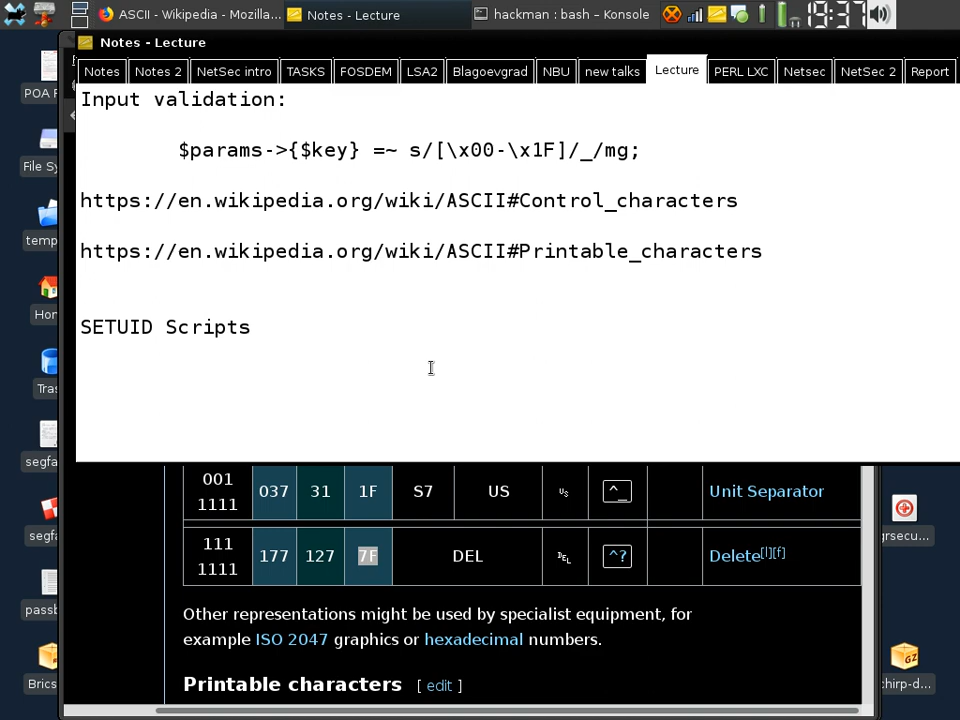 ASCII - Wikipedia - Mozilla...
Notes - Lecture
hackman : bash – Konsole
19:37
Notes - Lecture
Notes
Notes 2
NetSec intro
TASKS
FOSDEM
LSA2
Blagoevgrad
NBU
new talks
Lecture
PERL LXC
Netsec
NetSec 2
Report
Input validation:
$params->{$key} =~ s/[\x00-\x1F]/_/mg;
https://en.wikipedia.org/wiki/ASCII#Control_characters
https://en.wikipedia.org/wiki/ASCII#Printable_characters
SETUID Scripts
POA
File Sy
temp
Hor
Tras
segfa
segfa
passb
Brics
grsecu...
chirp-d...
001 1111 037 31 1F S7 US ␟ ^_ Unit Separator
111 1111 177 127 7F DEL ␡ ^? Delete[l][f]
Other representations might be used by specialist equipment, for
example ISO 2047 graphics or hexadecimal numbers.
Printable characters [ edit ]